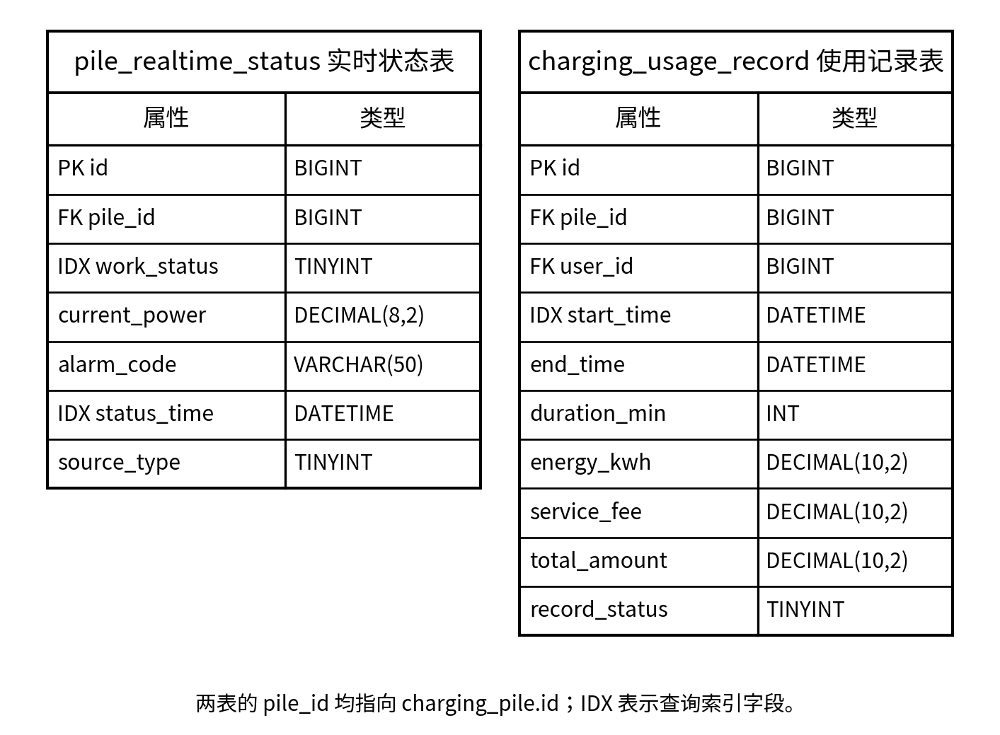 pile_realtime_status 实时状态表
属性 类型
PK id BIGINT
FK pile_id BIGINT
IDX work_status TINYINT
current_power DECIMAL(8,2)
alarm_code VARCHAR(50)
IDX status_time DATETIME
source_type TINYINT
charging_usage_record 使用记录表
属性 类型
PK id BIGINT
FK pile_id BIGINT
FK user_id BIGINT
IDX start_time DATETIME
end_time DATETIME
duration_min INT
energy_kwh DECIMAL(10,2)
service_fee DECIMAL(10,2)
total_amount DECIMAL(10,2)
record_status TINYINT
两表的 pile_id 均指向 charging_pile.id；IDX 表示查询索引字段。